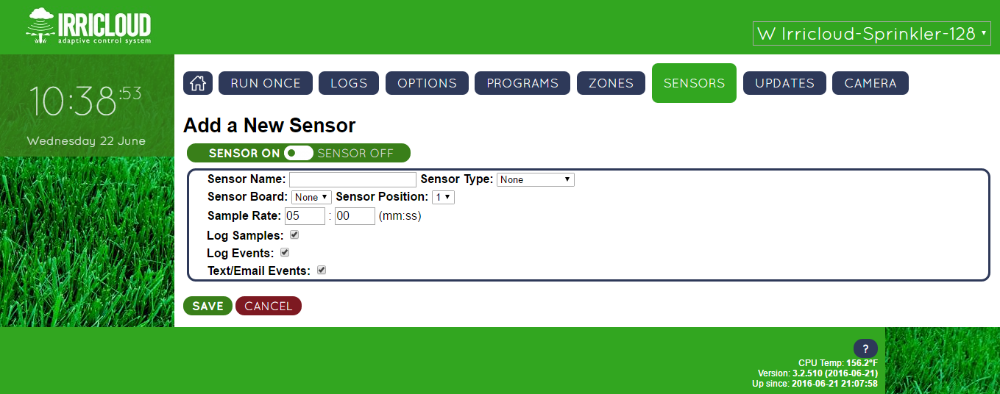 IRRICLOUD
adaptive control system
W Irricloud-Sprinkler-128
10:38:53
Wednesday 22 June
RUN ONCE LOGS OPTIONS PROGRAMS ZONES SENSORS UPDATES CAMERA
Add a New Sensor
SENSOR ON SENSOR OFF
Sensor Name: Sensor Type: None
Sensor Board: None Sensor Position: 1
Sample Rate: 05 : 00 (mm:ss)
Log Samples:
Log Events:
Text/Email Events:
SAVE CANCEL
?
CPU Temp: 156.2°F
Version: 3.2.510 (2016-06-21)
Up since: 2016-06-21 21:07:58